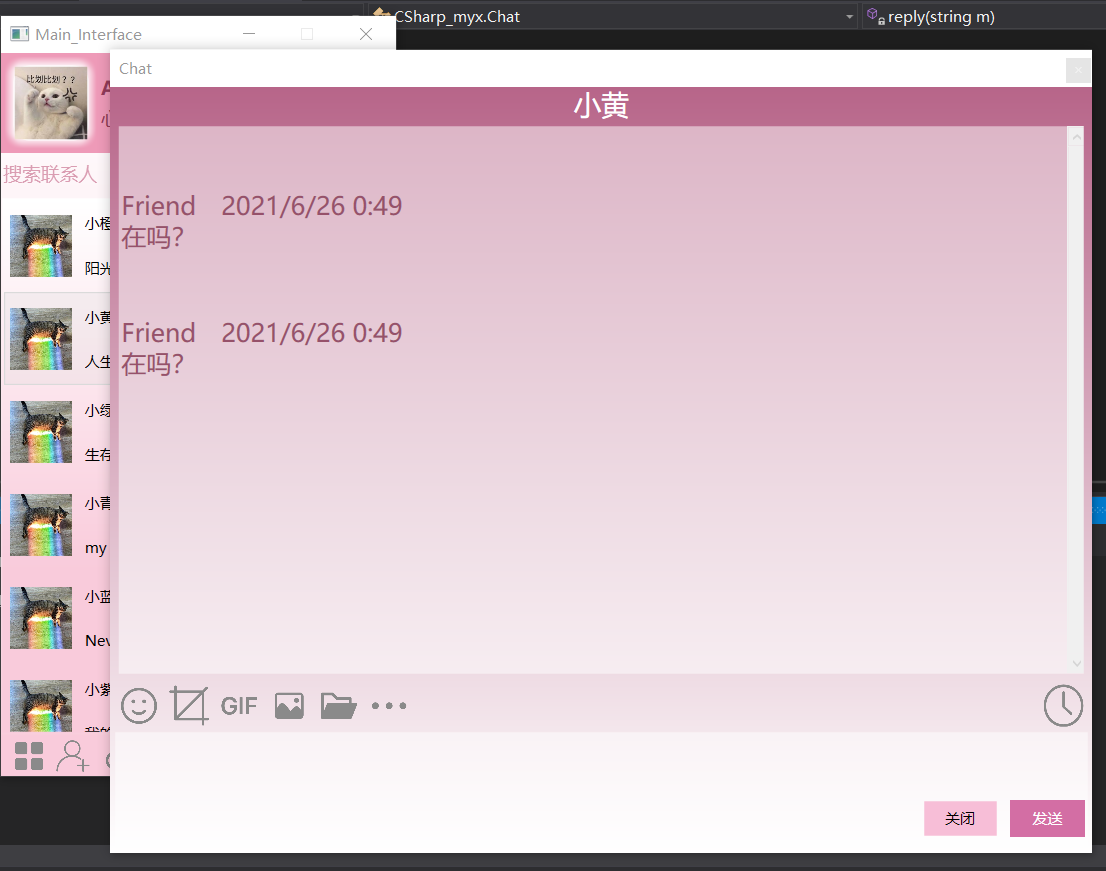 CSharp_myx.Chat
reply(string m)
Main_Interface
比划比划？？
搜索联系人
小橙
阳光
小黄
人生
小绿
生存
小青
my
小蓝
Nev
小紫
Chat
小黄
Friend 2021/6/26 0:49
在吗?
Friend 2021/6/26 0:49
在吗?
GIF
关闭
发送